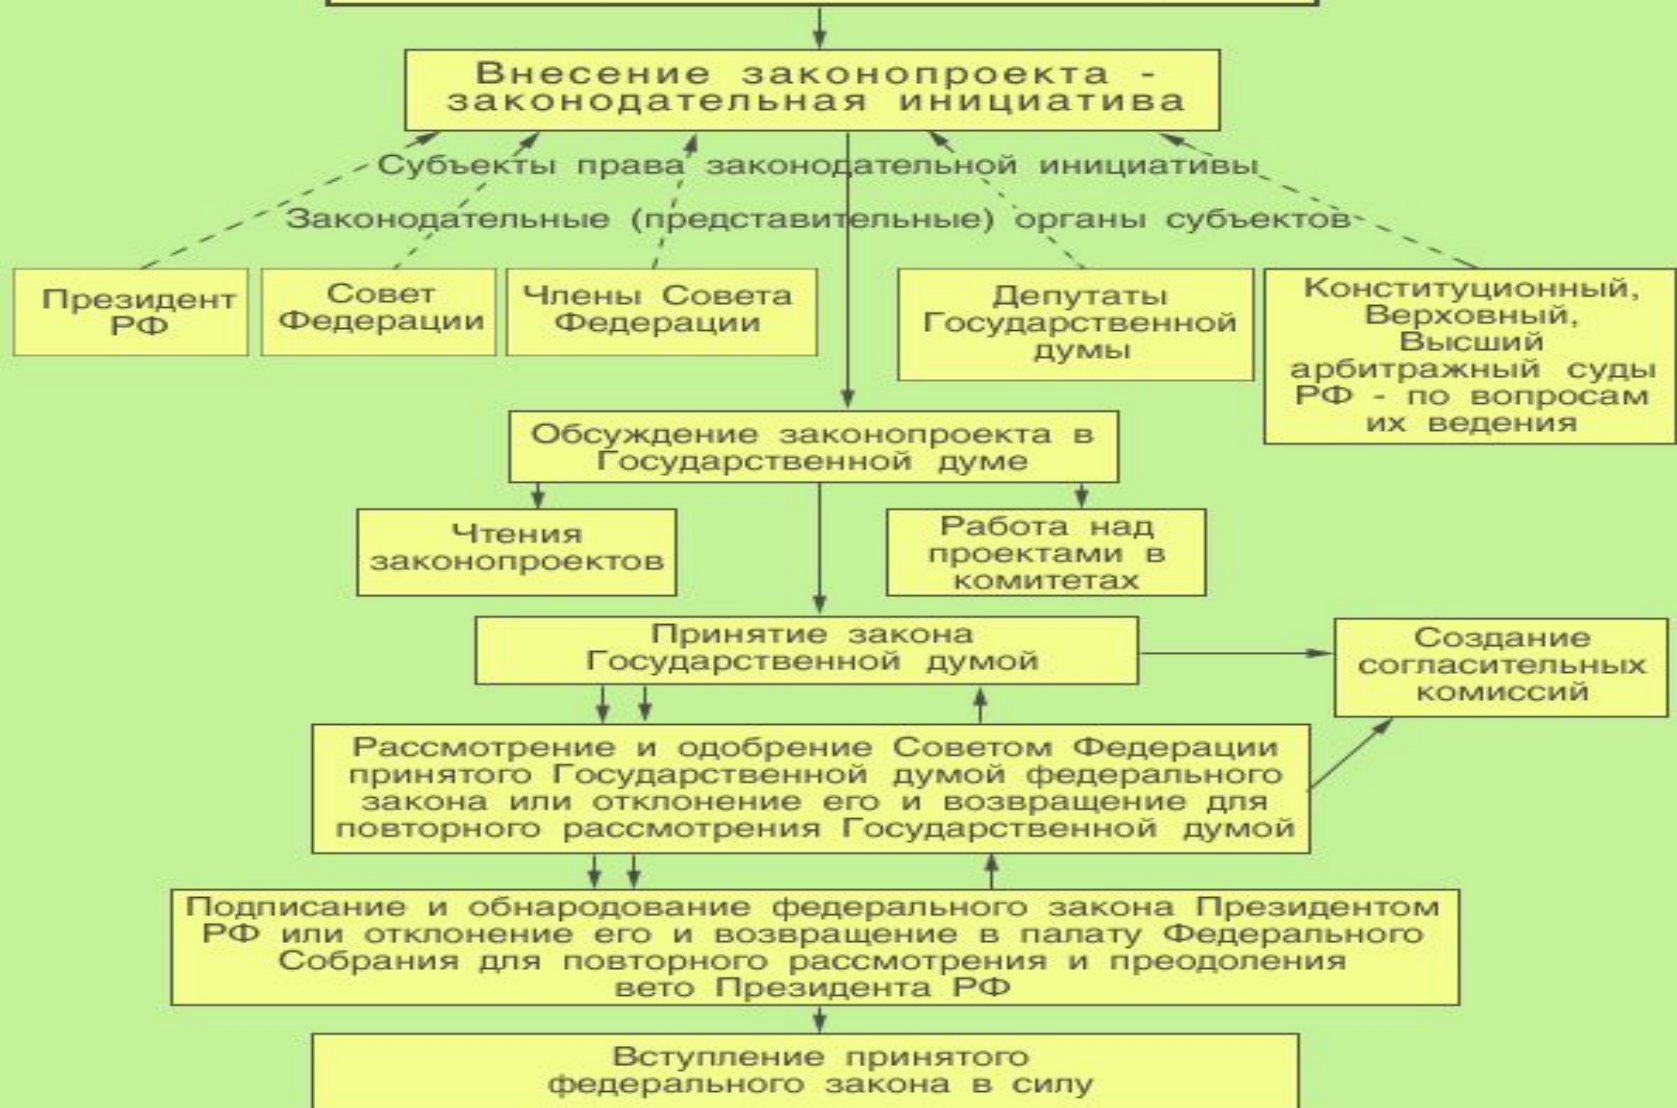 Внесение законопроекта -
законодательная инициатива
Субъекты права законодательной инициативы
Законодательные (представительные) органы субъектов
Президент
РФ
Совет
Федерации
Члены Совета
Федерации
Депутаты
Государственной
думы
Конституционный,
Верховный,
Высший
арбитражный суды
РФ - по вопросам
их ведения
Обсуждение законопроекта в
Государственной думе
Чтения
законопроектов
Работа над
проектами в
комитетах
Принятие закона
Государственной думой
Создание
согласительных
комиссий
Рассмотрение и одобрение Советом Федерации
принятого Государственной думой федерального
закона или отклонение его и возвращение для
повторного рассмотрения Государственной думой
Подписание и обнародование федерального закона Президентом
РФ или отклонение его и возвращение в палату Федерального
Собрания для повторного рассмотрения и преодоления
вето Президента РФ
Вступление принятого
федерального закона в силу